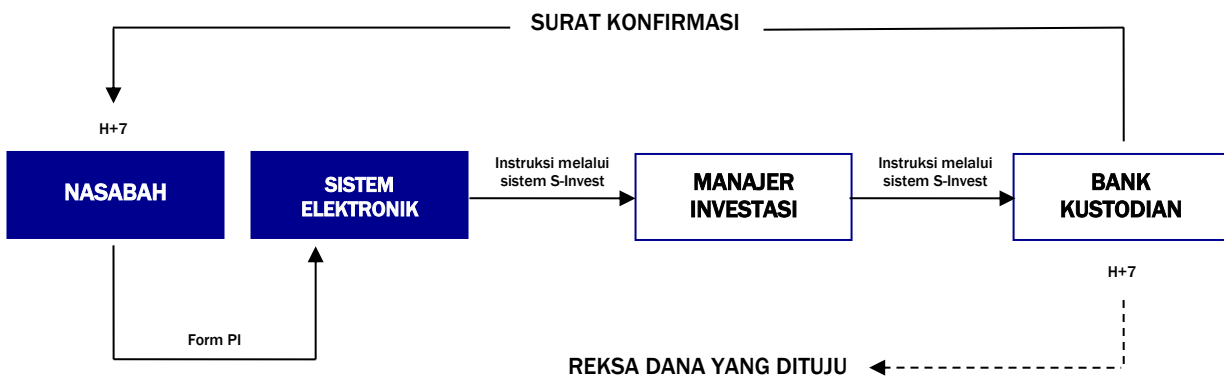 SURAT KONFIRMASI
H+7
NASABAH
SISTEM
ELEKTRONIK
Instruksi melalui
sistem S-Invest
MANAJER
INVESTASI
Instruksi melalui
sistem S-Invest
BANK
KUSTODIAN
H+7
Form PI
REKSA DANA YANG DITUJU